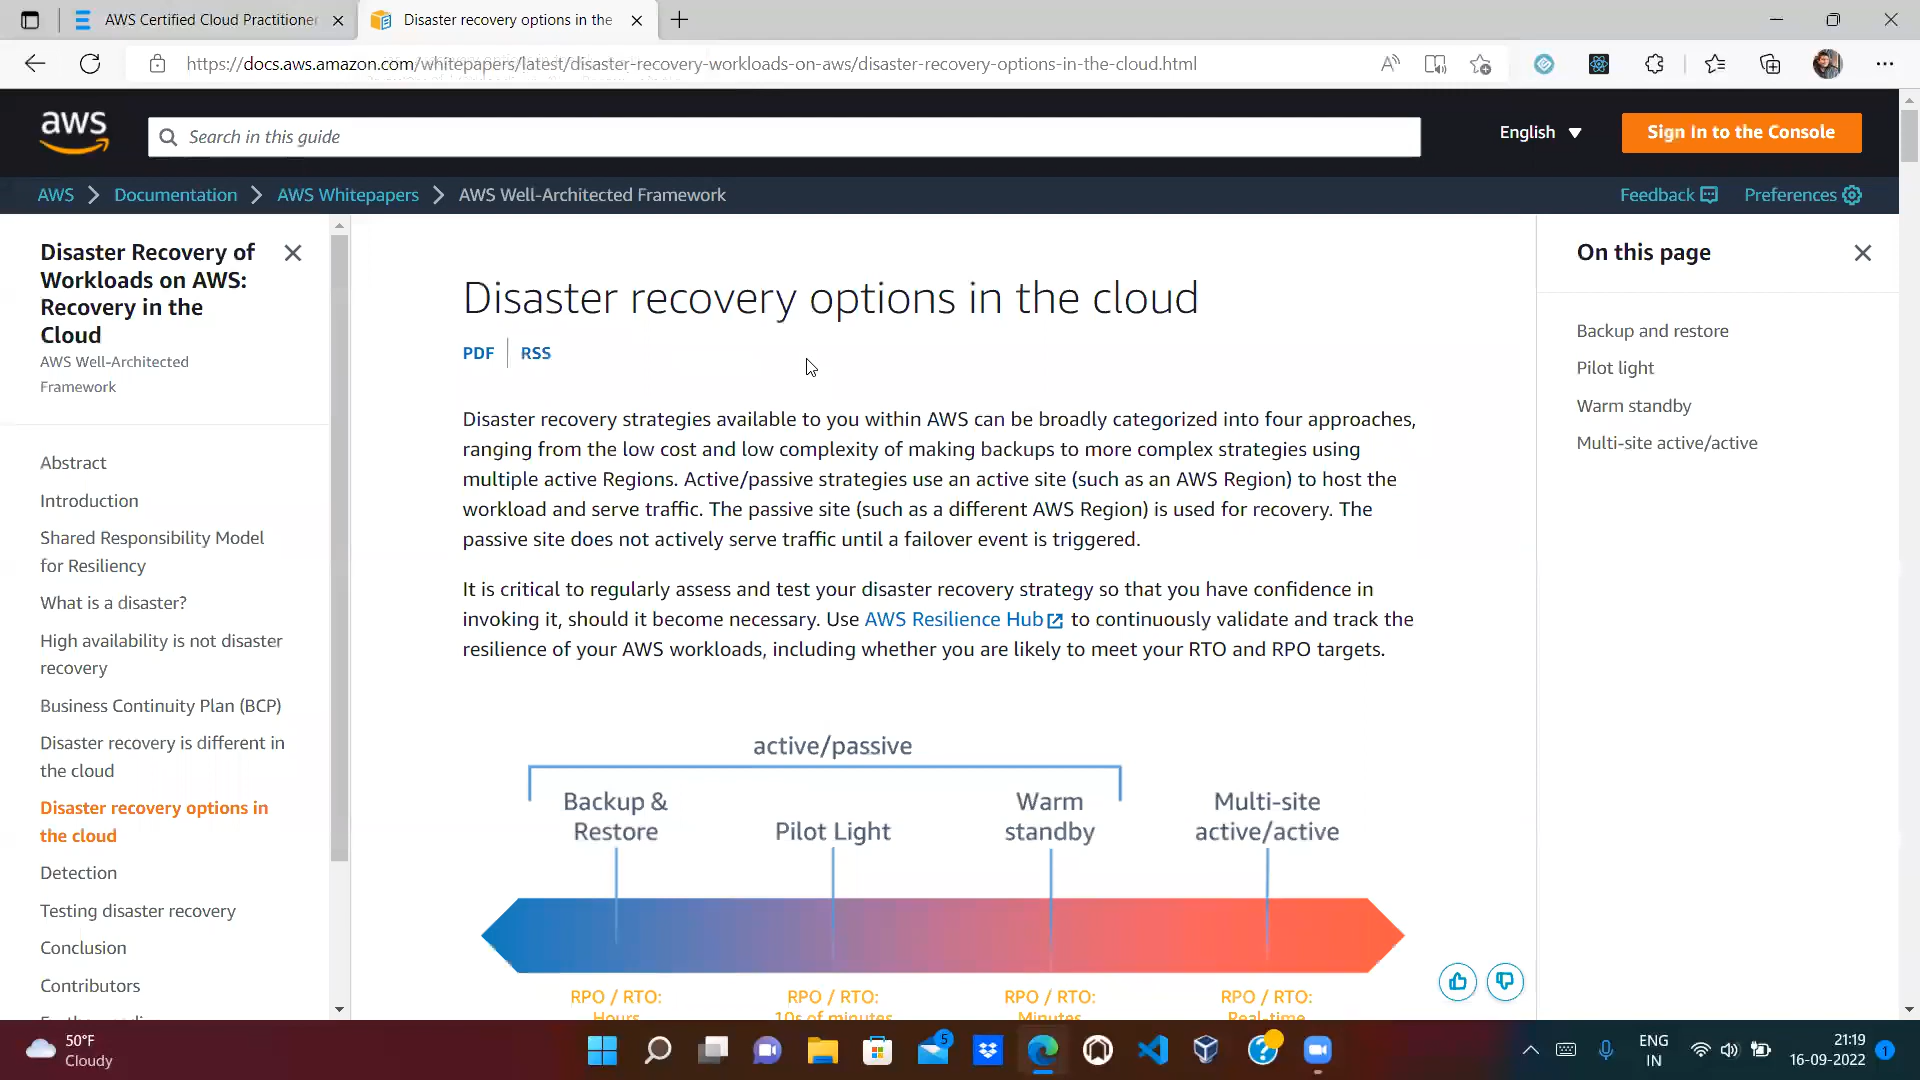 AWS Certified Cloud Practitioner
Disaster recovery options in the
https://docs.aws.amazon.com/whitepapers/latest/disaster-recovery-workloads-on-aws/disaster-recovery-options-in-the-cloud.html
aws
Search in this guide
English
Sign In to the Console
AWS
Documentation
AWS Whitepapers
AWS Well-Architected Framework
Feedback
Preferences
Disaster Recovery of
Workloads on AWS:
Recovery in the
Cloud
AWS Well-Architected
Framework
Abstract
Introduction
Shared Responsibility Model
for Resiliency
What is a disaster?
High availability is not disaster
recovery
Business Continuity Plan (BCP)
Disaster recovery is different in
the cloud
Disaster recovery options in
the cloud
Detection
Testing disaster recovery
Conclusion
Contributors
Disaster recovery options in the cloud
PDF
RSS
Disaster recovery strategies available to you within AWS can be broadly categorized into four approaches,
ranging from the low cost and low complexity of making backups to more complex strategies using
multiple active Regions. Active/passive strategies use an active site (such as an AWS Region) to host the
workload and serve traffic. The passive site (such as a different AWS Region) is used for recovery. The
passive site does not actively serve traffic until a failover event is triggered.
It is critical to regularly assess and test your disaster recovery strategy so that you have confidence in
invoking it, should it become necessary. Use AWS Resilience Hub to continuously validate and track the
resilience of your AWS workloads, including whether you are likely to meet your RTO and RPO targets.
active/passive
Backup &
Restore
Pilot Light
Warm
standby
Multi-site
active/active
RPO / RTO:
Hours
RPO / RTO:
10s of minutes
RPO / RTO:
Minutes
RPO / RTO:
Real-time
On this page
Backup and restore
Pilot light
Warm standby
Multi-site active/active
50°F
Cloudy
5
ENG
IN
21:19
16-09-2022
1